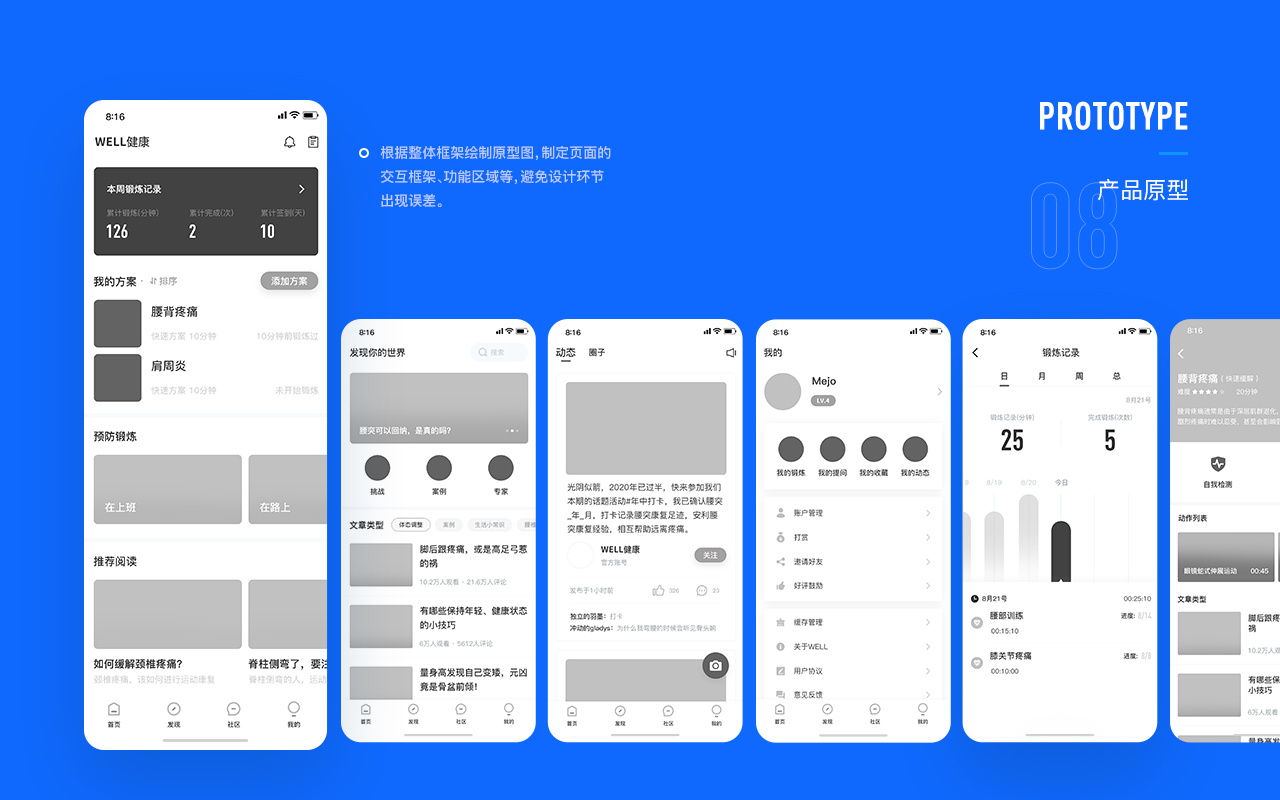 PROTOTYPE
产品原型
08
根据整体框架绘制原型图,制定页面的
交互框架、功能区域等,避免设计环节
出现误差。
8:16
WELL健康
本周锻炼记录
累计锻炼(分钟) 累计完成(次) 累计签到(天)
126 2 10
我的方案 · 排序 添加方案
腰背疼痛
快速方案 10分钟 10分钟前锻炼过
肩周炎
快速方案 10分钟 未开始锻炼
预防锻炼
在上班 在路上
推荐阅读
如何缓解颈椎疼痛? 脊柱侧弯了,要注
颈椎疼痛,该如何进行运动康复 脊柱侧弯的人,运动
首页 发现 社区 我的
8:16
发现你的世界 搜索
腰突可以回纳,是真的吗?
挑战 案例 专家
文章类型 体态调整 案例 生活小常识
脚后跟疼痛,或是高足弓惹
的祸
10.2万人观看 · 21.6万人评论
有哪些保持年轻、健康状态
的小技巧
6万人观看 · 5612人评论
量身高发现自己变矮,元凶
竟是骨盆前倾!
首页 发现 社区 我的
8:16
动态 圈子
光阴似箭,2020年已过半,快来参加我们
本期的话题活动#年中打卡,我已确认腰突
_年_月,打卡记录腰突康复足迹,安利腰
突康复经验,相互帮助远离疼痛。
WELL健康 关注
官方账号
发布于1小时前 326 23
独立的羽墨:打卡
冲动的gladys:为什么我弯腰的时候会听见骨头响
首页 发现 社区 我的
8:16
我的
Mejo
LV.4
我的锻炼 我的提问 我的收藏 我的动态
账户管理
打赏
邀请好友
好评鼓励
缓存管理
关于WELL
用户协议
意见反馈
首页 发现 社区 我的
8:16
锻炼记录
日 月 周 总
8月21号
锻炼记录(分钟) 完成锻炼(次数)
25 5
9 8/19 8/20 今日
8月21号 00:25:10
腰部训练 进度: 8/14
00:15:10
膝关节疼痛 进度: 8/8
00:10:00
8:16
腰背疼痛 [ 快速缓解 ]
难度 ★★★★ 20分钟
腰背疼痛通常是由于深层肌群退化,
剧烈疼痛时难以忍受,甚至会影响
自我检测
动作列表
眼镜蛇式伸展运动 00:45
文章类型
脚后跟疼
祸
10.2万人观
有哪些保
小技巧
6万人观看
量身高发